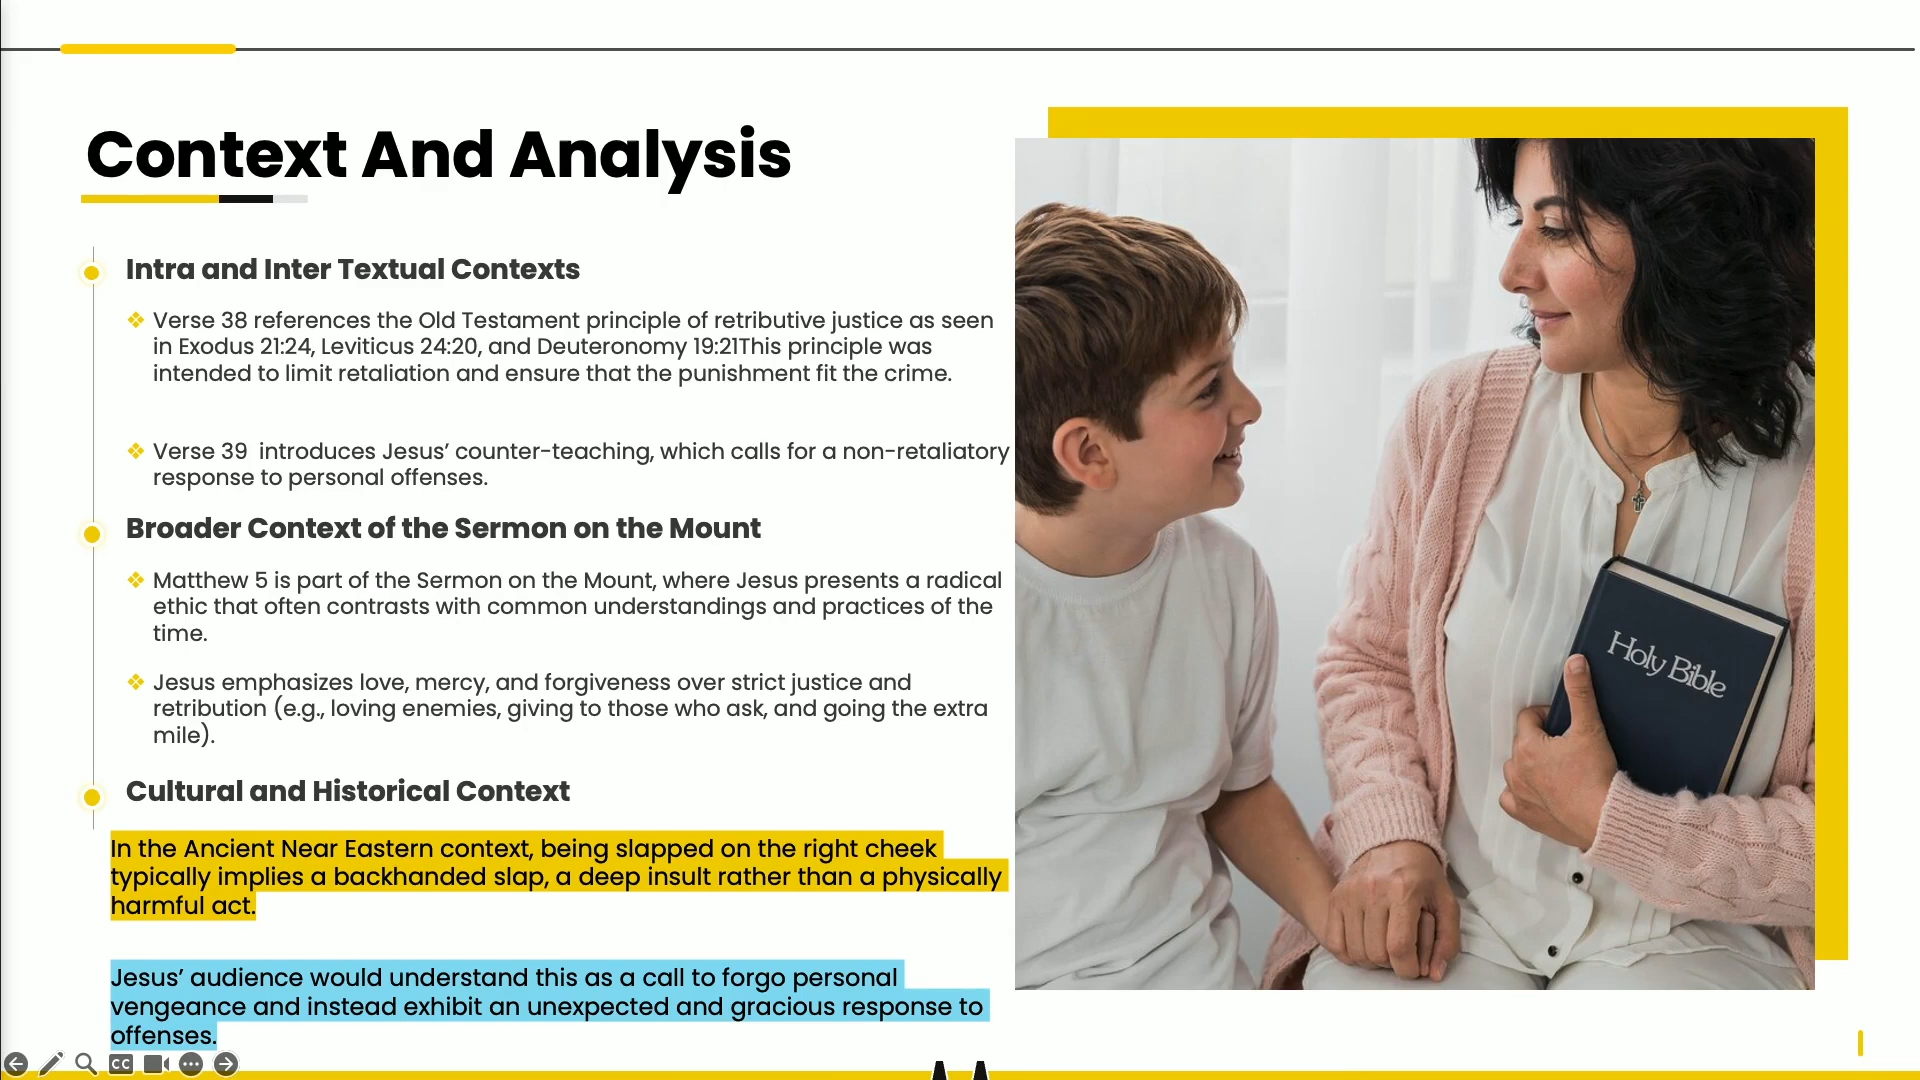 Context And Analysis
Intra and Inter Textual Contexts
Verse 38 references the Old Testament principle of retributive justice as seen
in Exodus 21:24, Leviticus 24:20, and Deuteronomy 19:21This principle was
intended to limit retaliation and ensure that the punishment fit the crime.
Verse 39  introduces Jesus’ counter-teaching, which calls for a non-retaliatory
response to personal offenses.
Broader Context of the Sermon on the Mount
Matthew 5 is part of the Sermon on the Mount, where Jesus presents a radical
ethic that often contrasts with common understandings and practices of the
time.
Jesus emphasizes love, mercy, and forgiveness over strict justice and
retribution (e.g., loving enemies, giving to those who ask, and going the extra
mile).
Cultural and Historical Context
In the Ancient Near Eastern context, being slapped on the right cheek
typically implies a backhanded slap, a deep insult rather than a physically
harmful act.
Jesus’ audience would understand this as a call to forgo personal
vengeance and instead exhibit an unexpected and gracious response to
offenses.
Holy Bible
CC